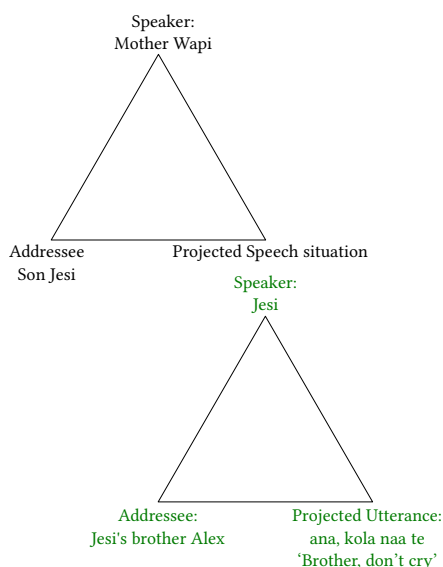 Speaker:
Mother Wapi
Addressee
Son Jesi
Projected Speech situation
Speaker:
Jesi
Addressee:
Jesi's brother Alex
Projected Utterance:
ana, kola naa te
‘Brother, don’t cry’